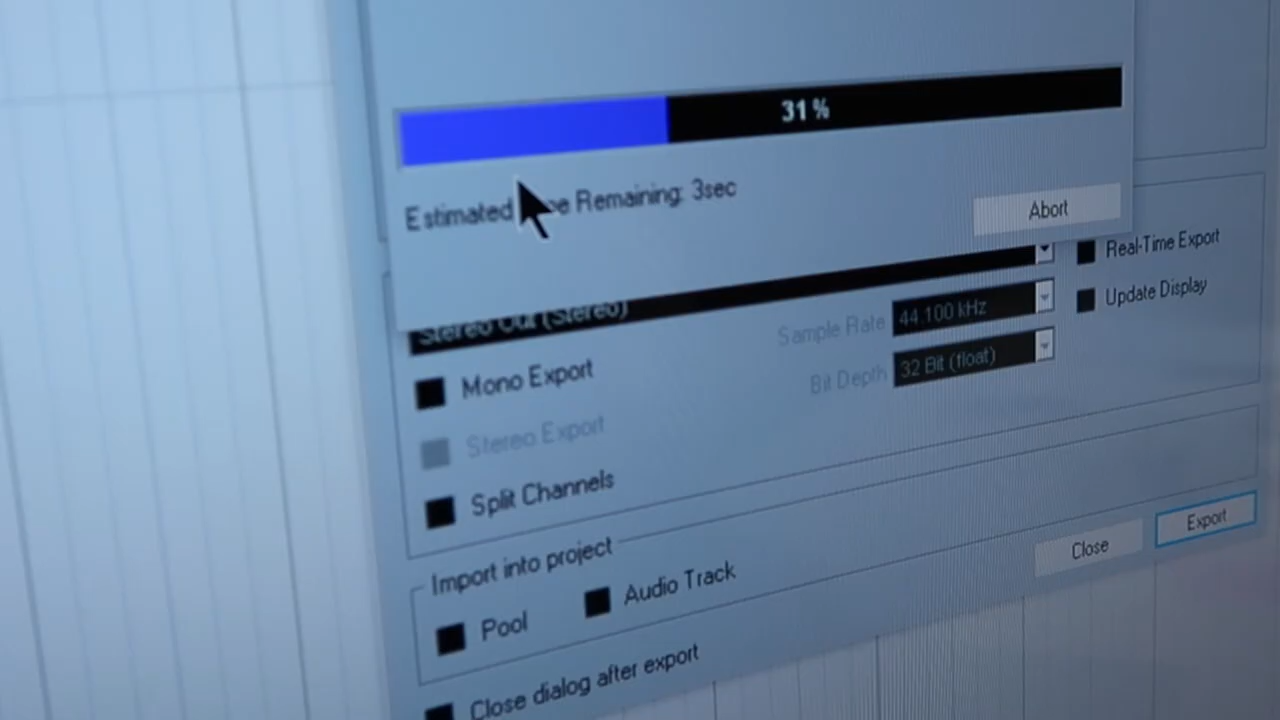 31 %
Estimated Remaining: 3sec
Abort
Real-Time Export
Stereo Out (Stereo)
Sample Rate 44.100 kHz
Update Display
Mono Export
Bit Depth 32 Bit (float)
Stereo Export
Split Channels
Import into project
Pool
Audio Track
Close
Export
Close dialog after export